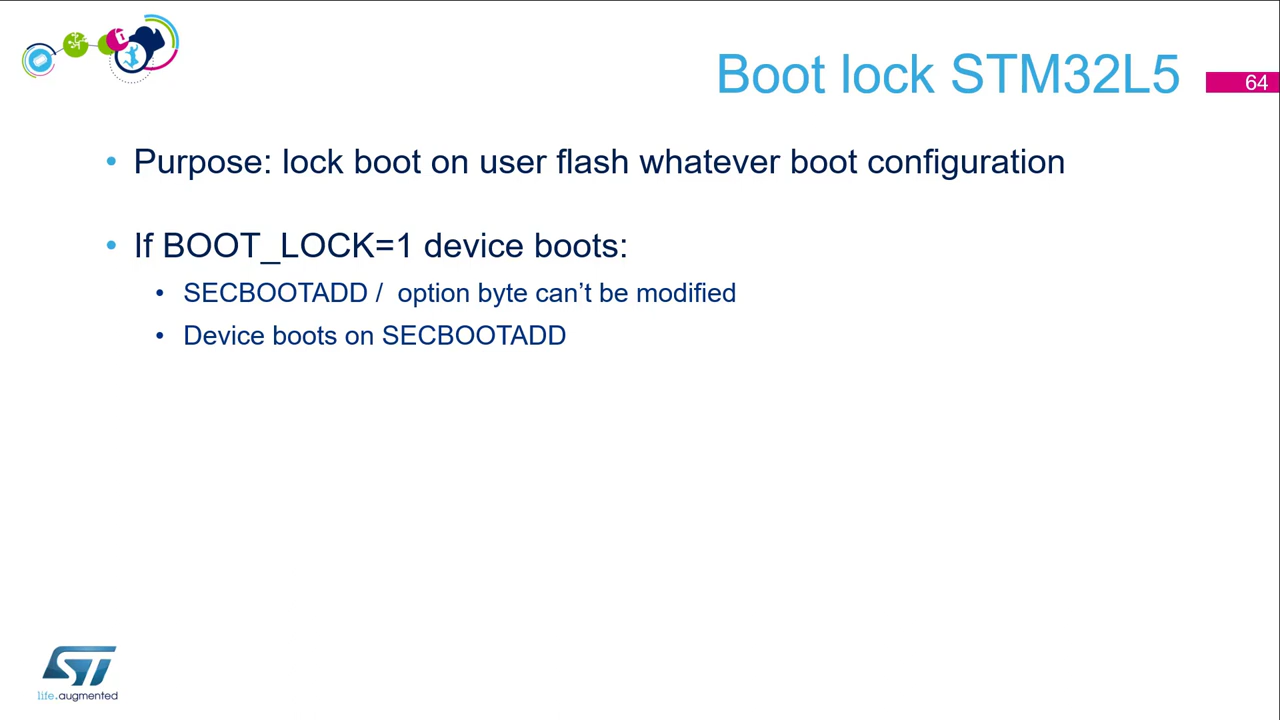 Boot lock STM32L5
64
• Purpose: lock boot on user flash whatever boot configuration
• If BOOT_LOCK=1 device boots:
• SECBOOTADD / option byte can’t be modified
• Device boots on SECBOOTADD
ST
life.augmented